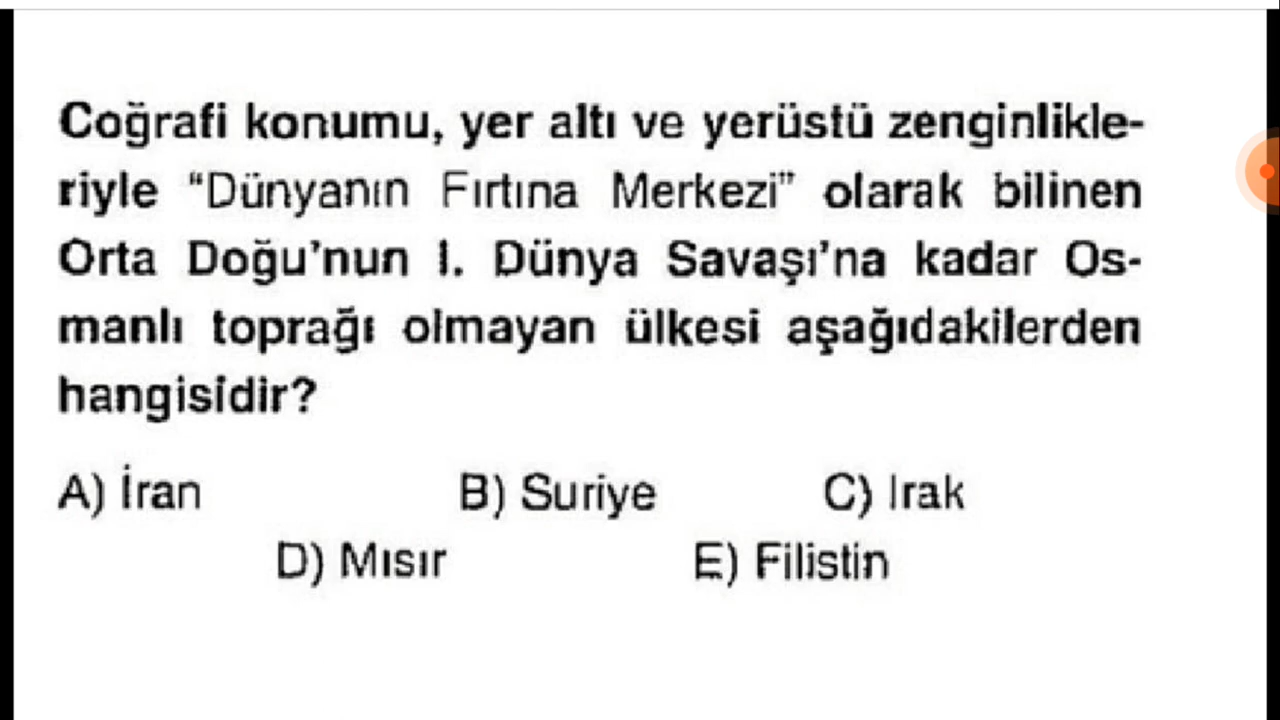 Coğrafi konumu, yer altı ve yerüstü zenginlikle-
riyle “Dünyanın Fırtına Merkezi” olarak bilinen
Orta Doğu’nun I. Dünya Savaşı’na kadar Os-
manlı toprağı olmayan ülkesi aşağıdakilerden
hangisidir?
A) İran B) Suriye C) Irak
D) Mısır E) Filistin